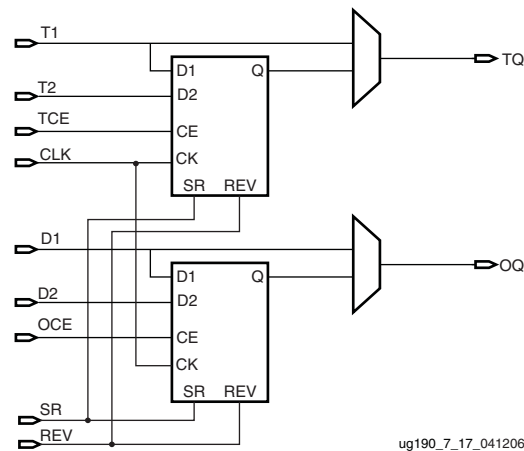 T1
TQ
D1
Q
T2
D2
TCE
CE
CLK
CK
SR REV
D1
OQ
D1
Q
D2
D2
OCE
CE
CK
SR REV
SR
REV
ug190_7_17_041206